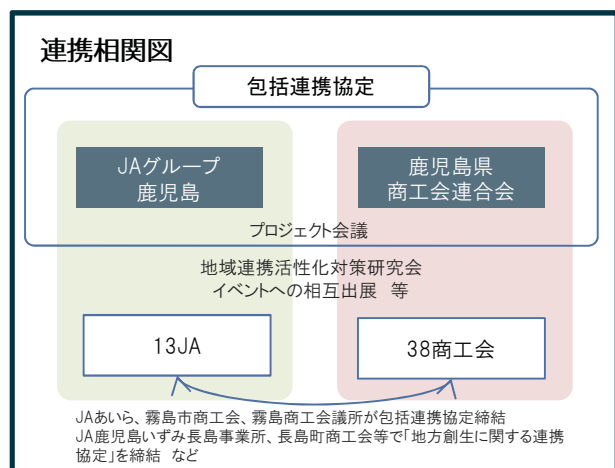 連携相関図
包括連携協定
JAグループ
鹿児島
鹿児島県
商工会連合会
プロジェクト会議
地域連携活性化対策研究会
イベントへの相互出展 等
13JA
38商工会
JAあいら、霧島市商工会、霧島商工会議所が包括連携協定締結
JA鹿児島いずみ長島事業所、長島町商工会等で「地方創生に関する連携
協定」を締結 など